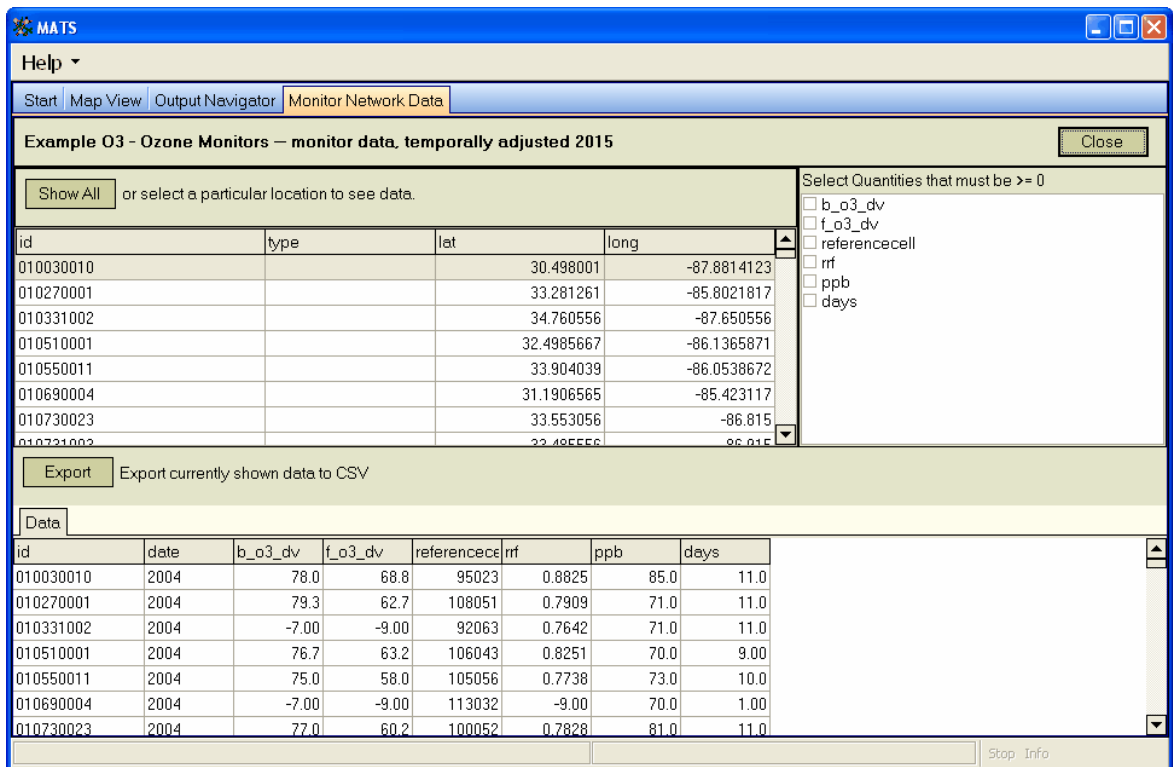 MATS
Help
Start Map View Output Navigator Monitor Network Data
Example O3 - Ozone Monitors — monitor data, temporally adjusted 2015 Close
Show All or select a particular location to see data.
id type lat long
010030010 30.498001 -87.8814123
010270001 33.281261 -85.8021817
010331002 34.760556 -87.650556
010510001 32.4985667 -86.1365871
010550011 33.904039 -86.0538672
010690004 31.1906565 -85.423117
010730023 33.553056 -86.815
Select Quantities that must be >= 0
b_o3_dv
f_o3_dv
referencecell
rrf
ppb
days
Export Export currently shown data to CSV
Data
id date b_o3_dv f_o3_dv referencece rrf ppb days
010030010 2004 78.0 68.8 95023 0.8825 85.0 11.0
010270001 2004 79.3 62.7 108051 0.7909 71.0 11.0
010331002 2004 -7.00 -9.00 92063 0.7642 71.0 11.0
010510001 2004 76.7 63.2 106043 0.8251 70.0 9.00
010550011 2004 75.0 58.0 105056 0.7738 73.0 10.0
010690004 2004 -7.00 -9.00 113032 -9.00 70.0 1.00
010730023 2004 77.0 60.2 100052 0.7828 81.0 11.0
Stop Info